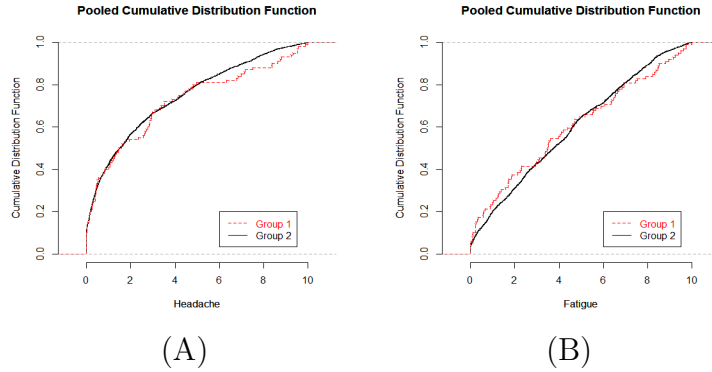 Pooled Cumulative Distribution Function
Cumulative Distribution Function
1.0
0.8
0.6
0.4
0.2
0.0
Group 1
Group 2
0 2 4 6 8 10
Headache
(A)
Pooled Cumulative Distribution Function
Cumulative Distribution Function
1.0
0.8
0.6
0.4
0.2
0.0
Group 1
Group 2
0 2 4 6 8 10
Fatigue
(B)